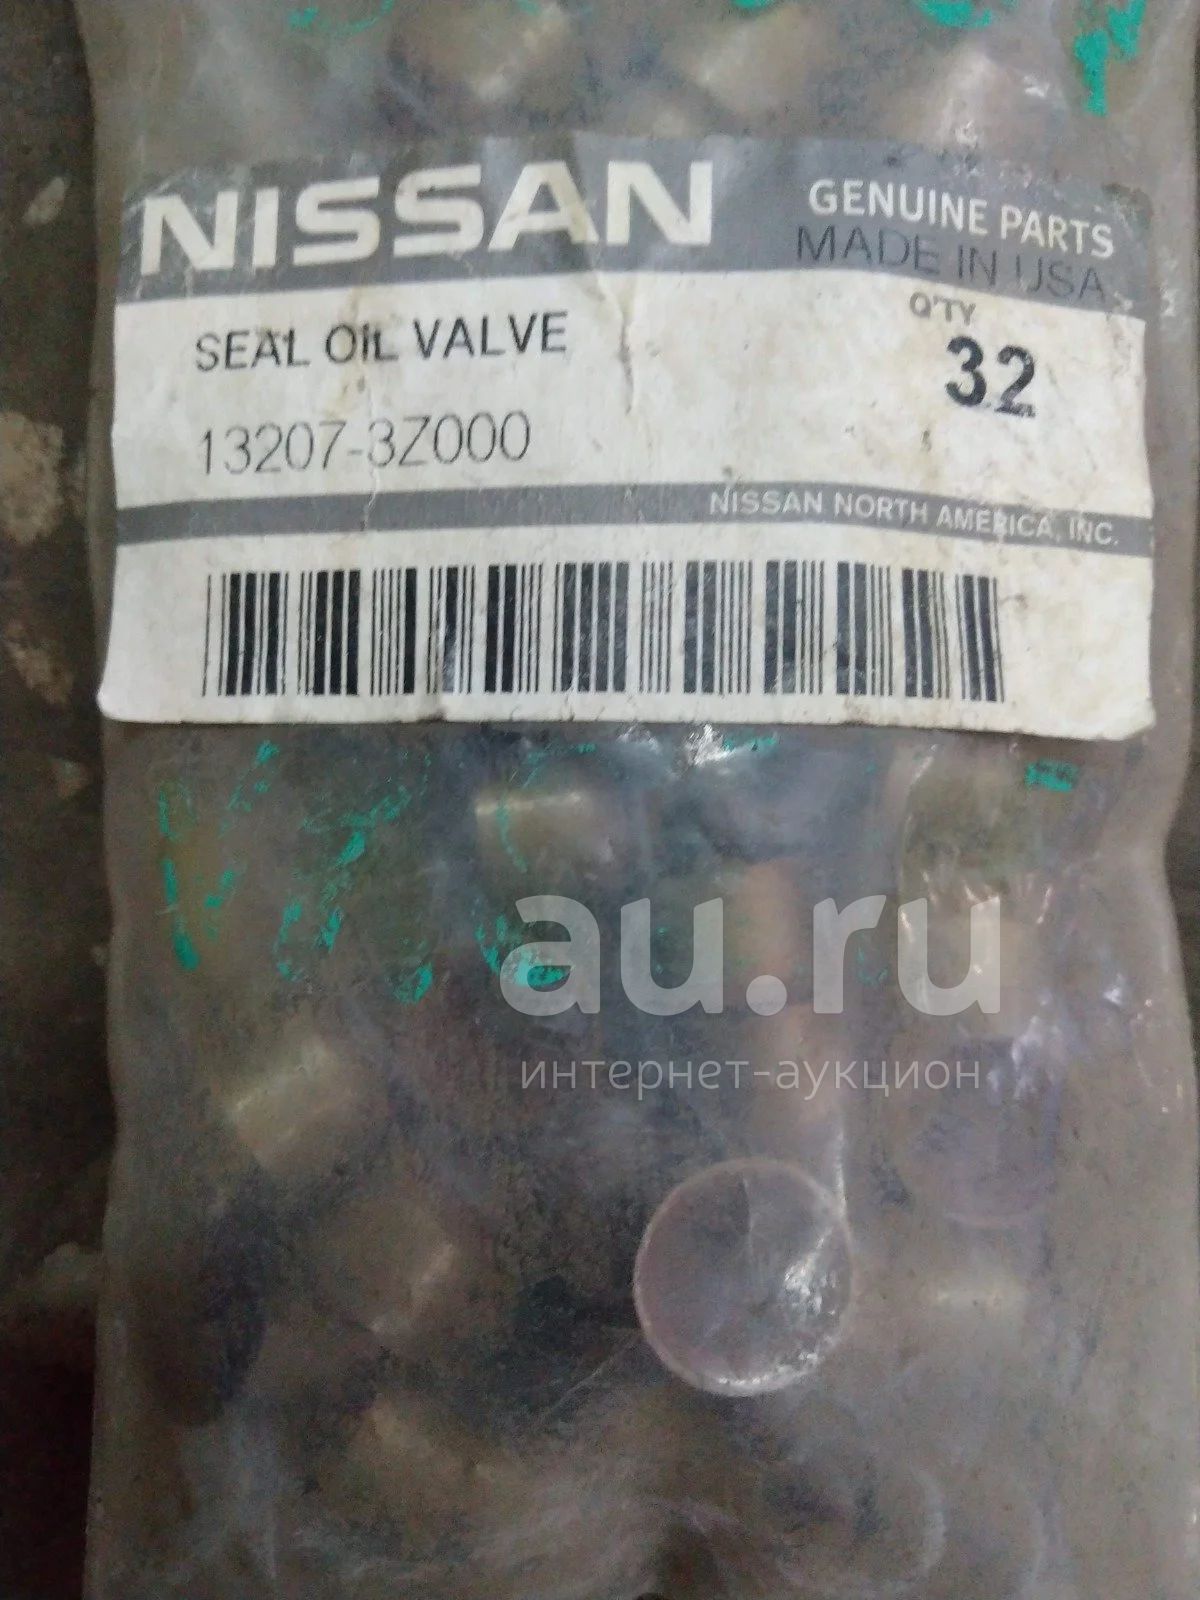 NISSAN
GENUINE PARTS
MADE IN USA
SEAL OIL VALVE
Q'TY
32
13207-3Z000
NISSAN NORTH AMERICA, INC.
au.ru
интернет-аукцион